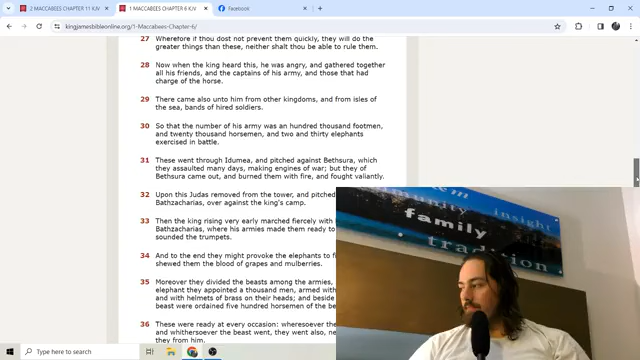 2 MACCABEES CHAPTER 11 KJV
1 MACCABEES CHAPTER 6 KJV
Facebook
kingjamesbibleonline.org/1-Maccabees-Chapter-6/
27 Wherefore if thou dost not prevent them quickly, they will do the
greater things than these, neither shalt thou be able to rule them.
28 Now when the king heard this, he was angry, and gathered together
all his friends, and the captains of his army, and those that had
charge of the horse.
29 There came also unto him from other kingdoms, and from isles of
the sea, bands of hired soldiers.
30 So that the number of his army was an hundred thousand footmen,
and twenty thousand horsemen, and two and thirty elephants
exercised in battle.
31 These went through Idumea, and pitched against Bethsura, which
they assaulted many days, making engines of war; but they of
Bethsura came out, and burned them with fire, and fought valiantly.
32 Upon this Judas removed from the tower, and pitched
Bathzacharias, over against the king's camp.
33 Then the king rising very early marched fiercely with
Bathzacharias, where his armies made them ready to
sounded the trumpets.
34 And to the end they might provoke the elephants to
shewed them the blood of grapes and mulberries.
35 Moreover they divided the beasts among the armies,
elephant they appointed a thousand men, armed with
and with helmets of brass on their heads; and beside
beast were ordained five hundred horsemen of the
36 These were ready at every occasion: wheresoever the
and whithersoever the beast went, they went also,
they from him.
community
insight
family
tradition
Type here to search